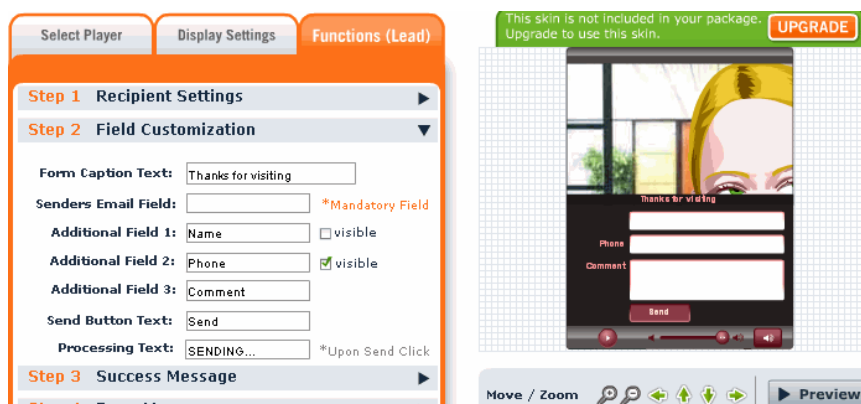 Select Player
Display Settings
Functions (Lead)
This skin is not included in your package.
Upgrade to use this skin.
UPGRADE
Step 1 Recipient Settings
Step 2 Field Customization
Form Caption Text: Thanks for visiting
Senders Email Field: *Mandatory Field
Additional Field 1: Name visible
Additional Field 2: Phone visible
Additional Field 3: Comment
Send Button Text: Send
Processing Text: SENDING... *Upon Send Click
Step 3 Success Message
Thanks for visiting
Phone
Comment
Send
Move / Zoom
Preview